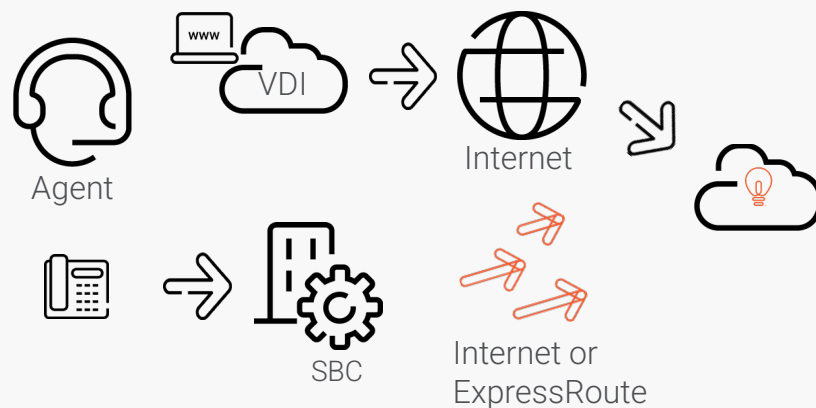 www
VDI
Internet
Agent
SBC
Internet or
ExpressRoute